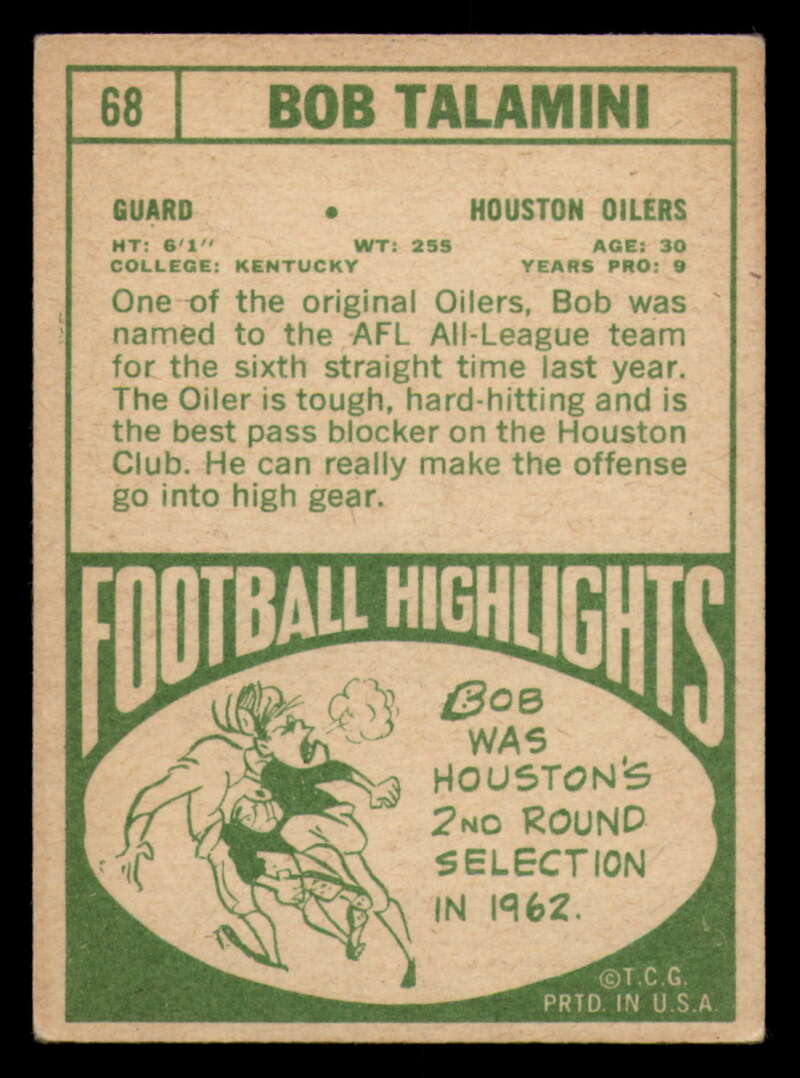 68 BOB TALAMINI
GUARD • HOUSTON OILERS
HT: 6'1" WT: 255 AGE: 30
COLLEGE: KENTUCKY YEARS PRO: 9
One of the original Oilers, Bob was
named to the AFL All-League team
for the sixth straight time last year.
The Oiler is tough, hard-hitting and is
the best pass blocker on the Houston
Club. He can really make the offense
go into high gear.
FOOTBALL HIGHLIGHTS
BOB
WAS
HOUSTON'S
2ND ROUND
SELECTION
IN 1962.
©T.C.G.
PRTD. IN U.S.A.